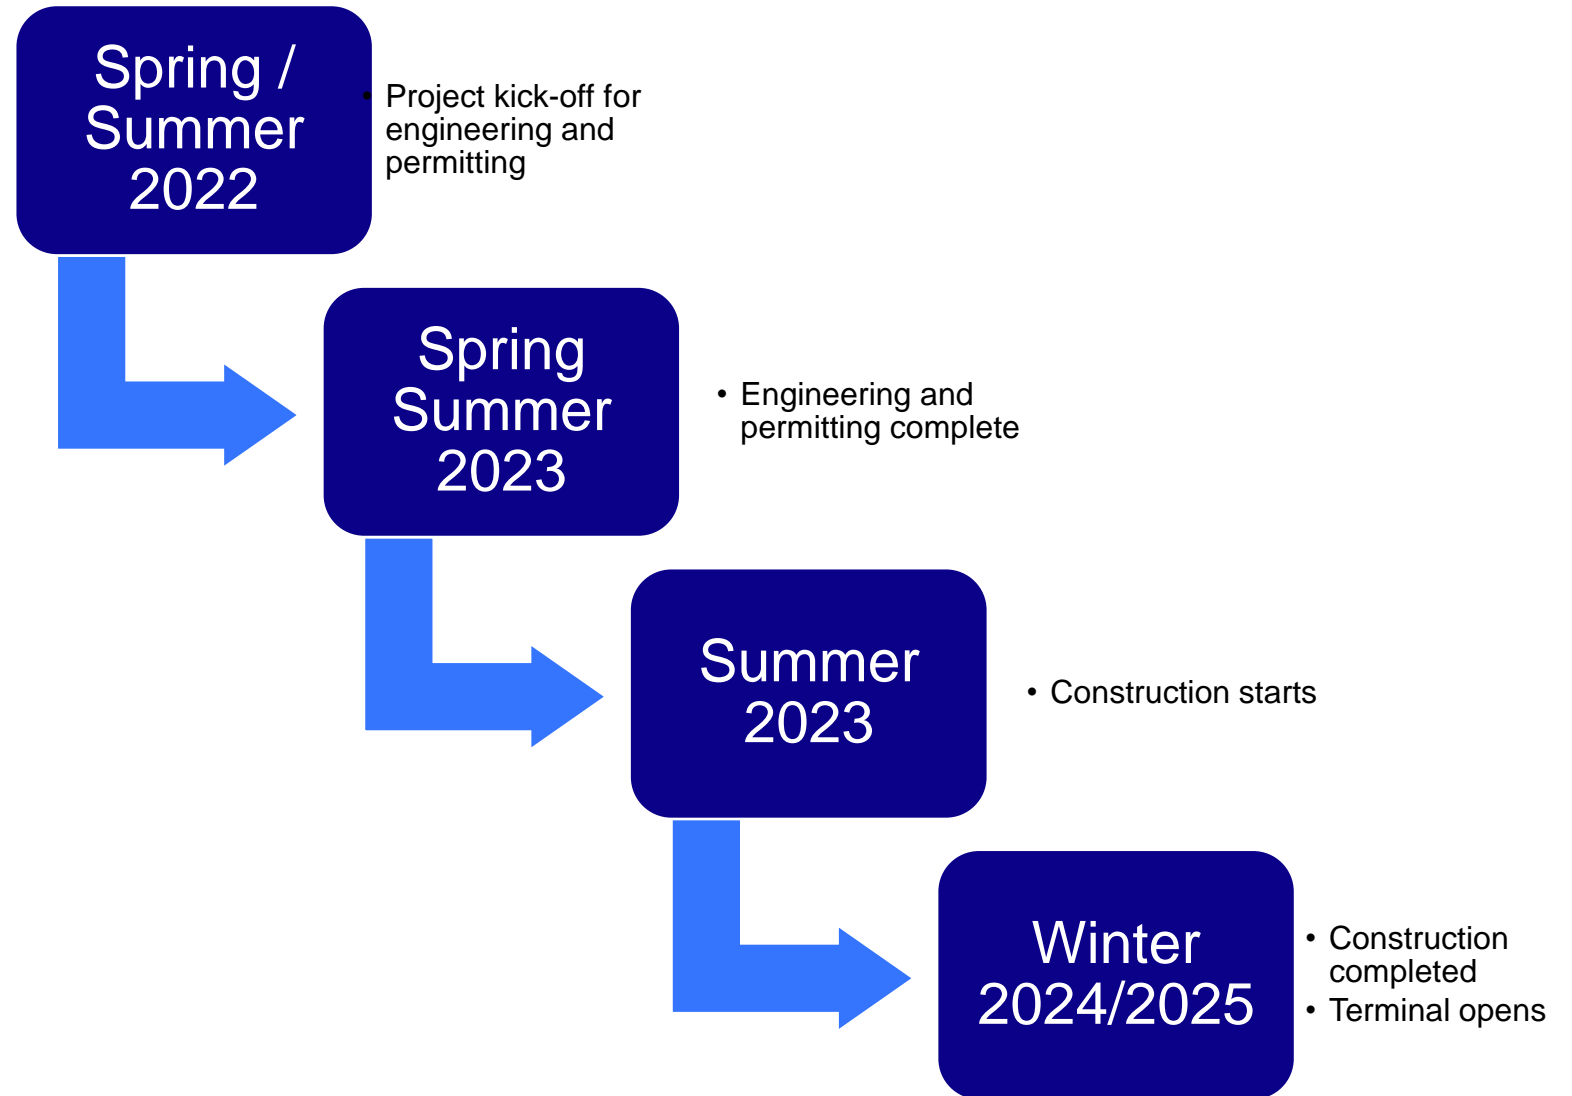 Spring /
Summer
2022
• Project kick-off for
engineering and
permitting
Spring
Summer
2023
• Engineering and
permitting complete
Summer
2023
• Construction starts
Winter
2024/2025
• Construction
completed
• Terminal opens